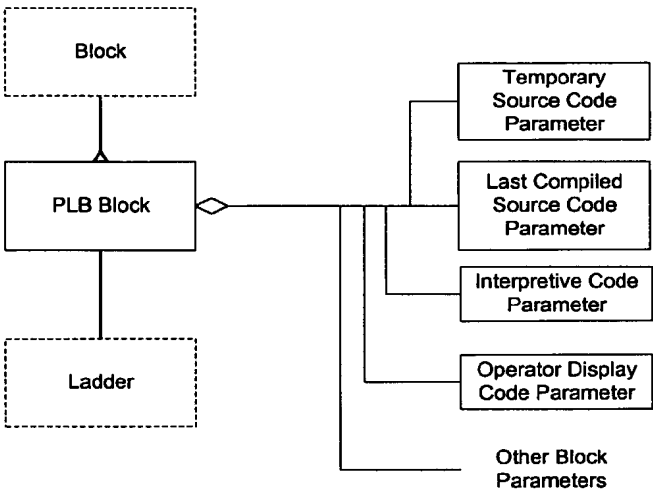 Block
PLB Block
Ladder
Temporary
Source Code
Parameter
Last Compiled
Source Code
Parameter
Interpretive Code
Parameter
Operator Display
Code Parameter
Other Block
Parameters